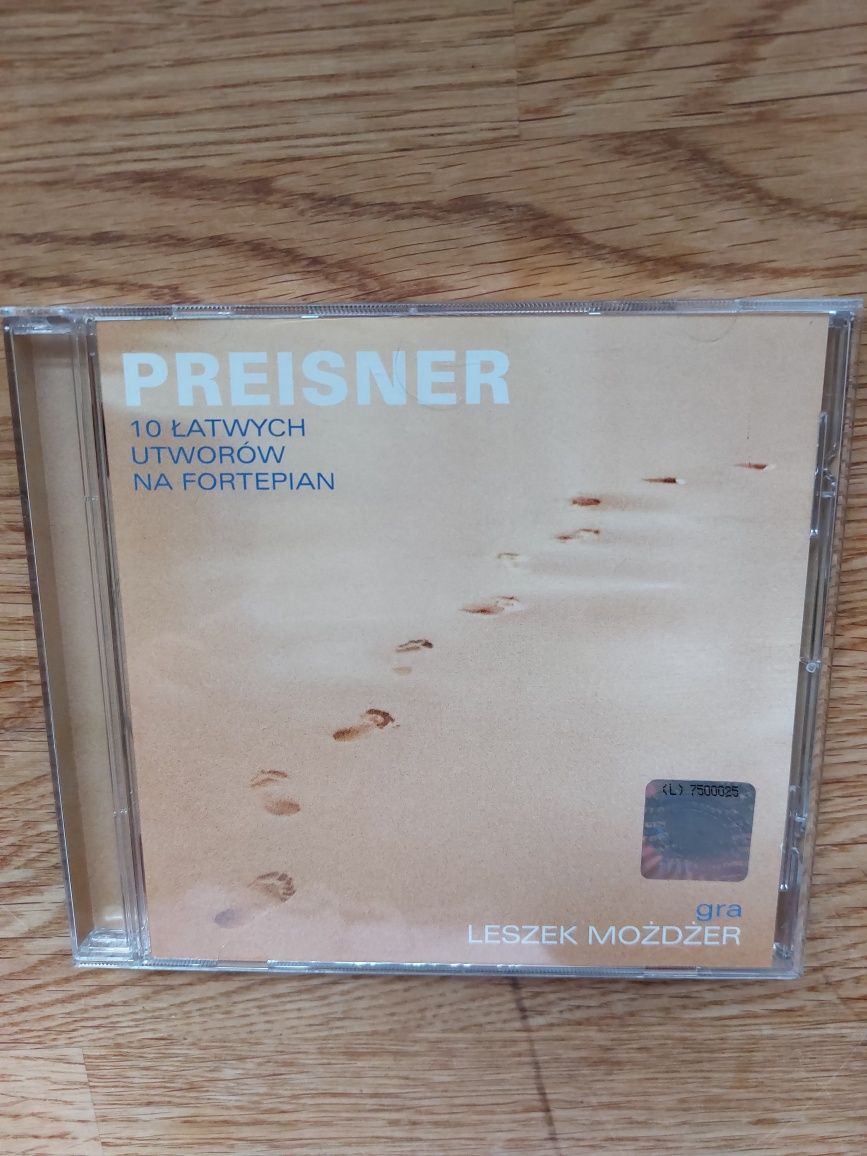 PREISNER
10 ŁATWYCH
UTWORÓW
NA FORTEPIAN
(L) 7500025
gra
LESZEK MOŻDŻER